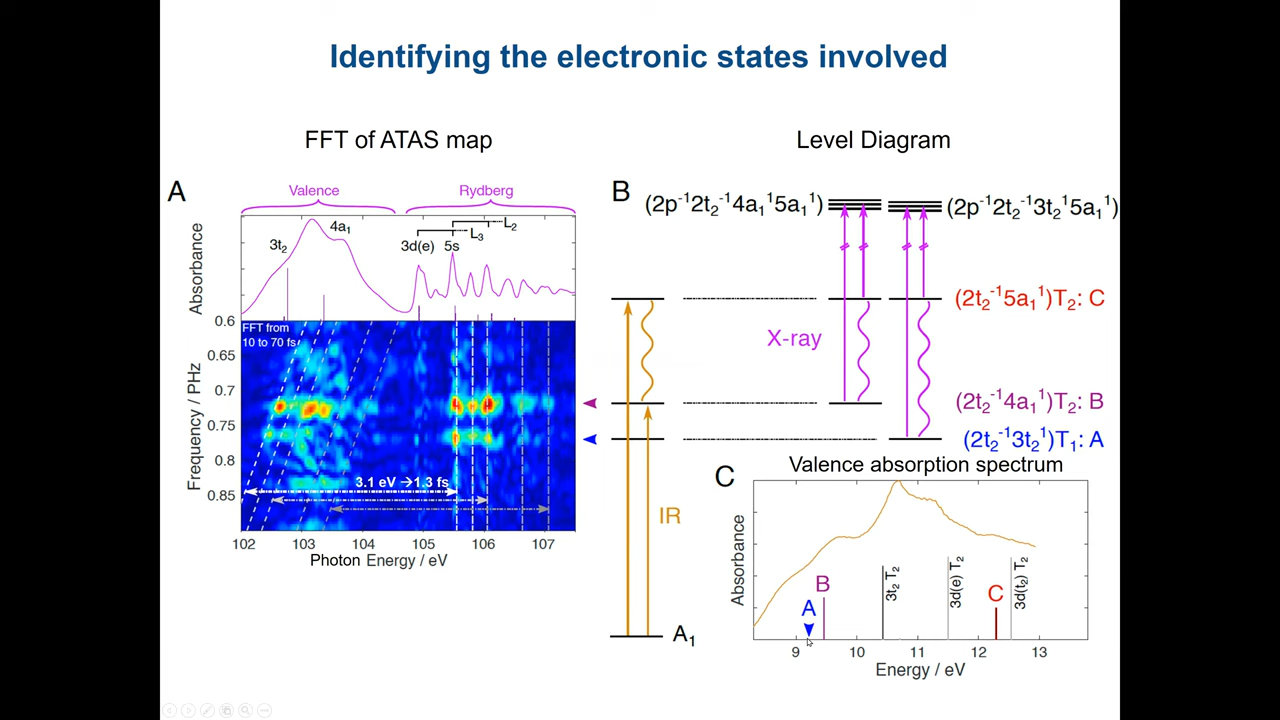 Identifying the electronic states involved
FFT of ATAS map
Level Diagram
A
Valence
Rydberg
Absorbance
3t₂
4a₁
3d(e)
5s
L₃
L₂
0.6
0.65
0.7
0.75
0.8
0.85
Frequency / PHz
FFT from
10 to 70 fs
3.1 eV →1.3 fs
102 103 104 105 106 107
Photon Energy / eV
B
(2p⁻¹2t₂⁻¹4a₁¹5a₁¹)
(2p⁻¹2t₂⁻¹3t₂¹5a₁¹)
(2t₂⁻¹5a₁¹)T₂: C
X-ray
(2t₂⁻¹4a₁¹)T₂: B
(2t₂⁻¹3t₂¹)T₁: A
IR
A₁
Valence absorption spectrum
C
Absorbance
A
B
3t₂ T₂
3d(e) T₂
C
3d(t₂) T₂
9 10 11 12 13
Energy / eV